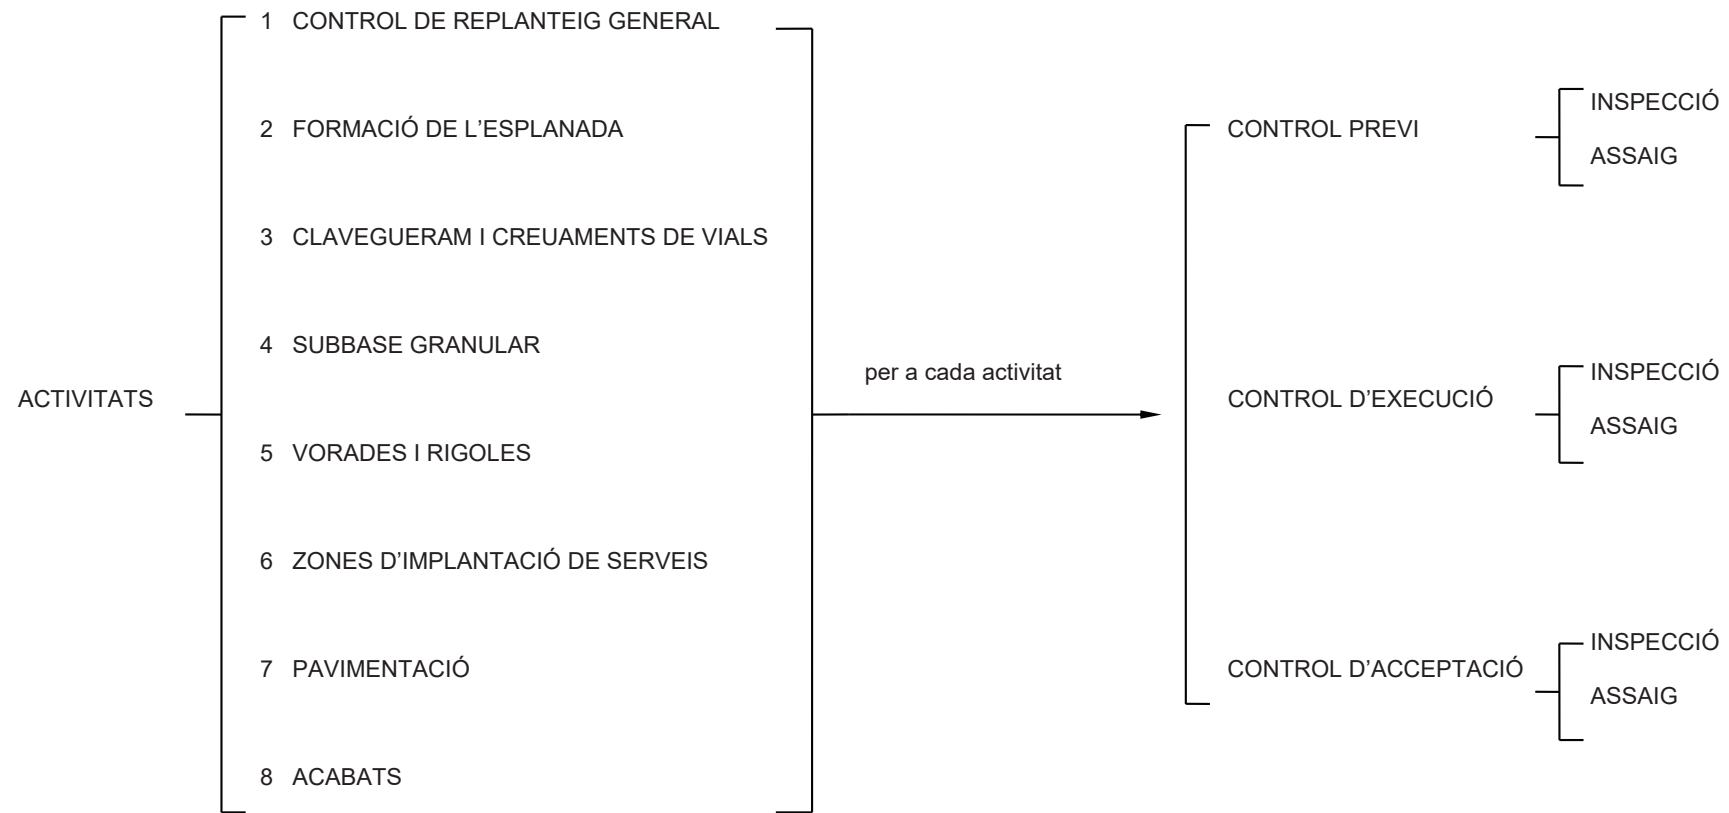 ACTIVITATS
1 CONTROL DE REPLANTEIG GENERAL
2 FORMACIÓ DE L’ESPLANADA
3 CLAVEGUERAM I CREUAMENTS DE VIALS
4 SUBBASE GRANULAR
5 VORADES I RIGOLES
6 ZONES D’IMPLANTACIÓ DE SERVEIS
7 PAVIMENTACIÓ
8 ACABATS
per a cada activitat
CONTROL PREVI
INSPECCIÓ
ASSAIG
CONTROL D’EXECUCIÓ
INSPECCIÓ
ASSAIG
CONTROL D’ACCEPTACIÓ
INSPECCIÓ
ASSAIG